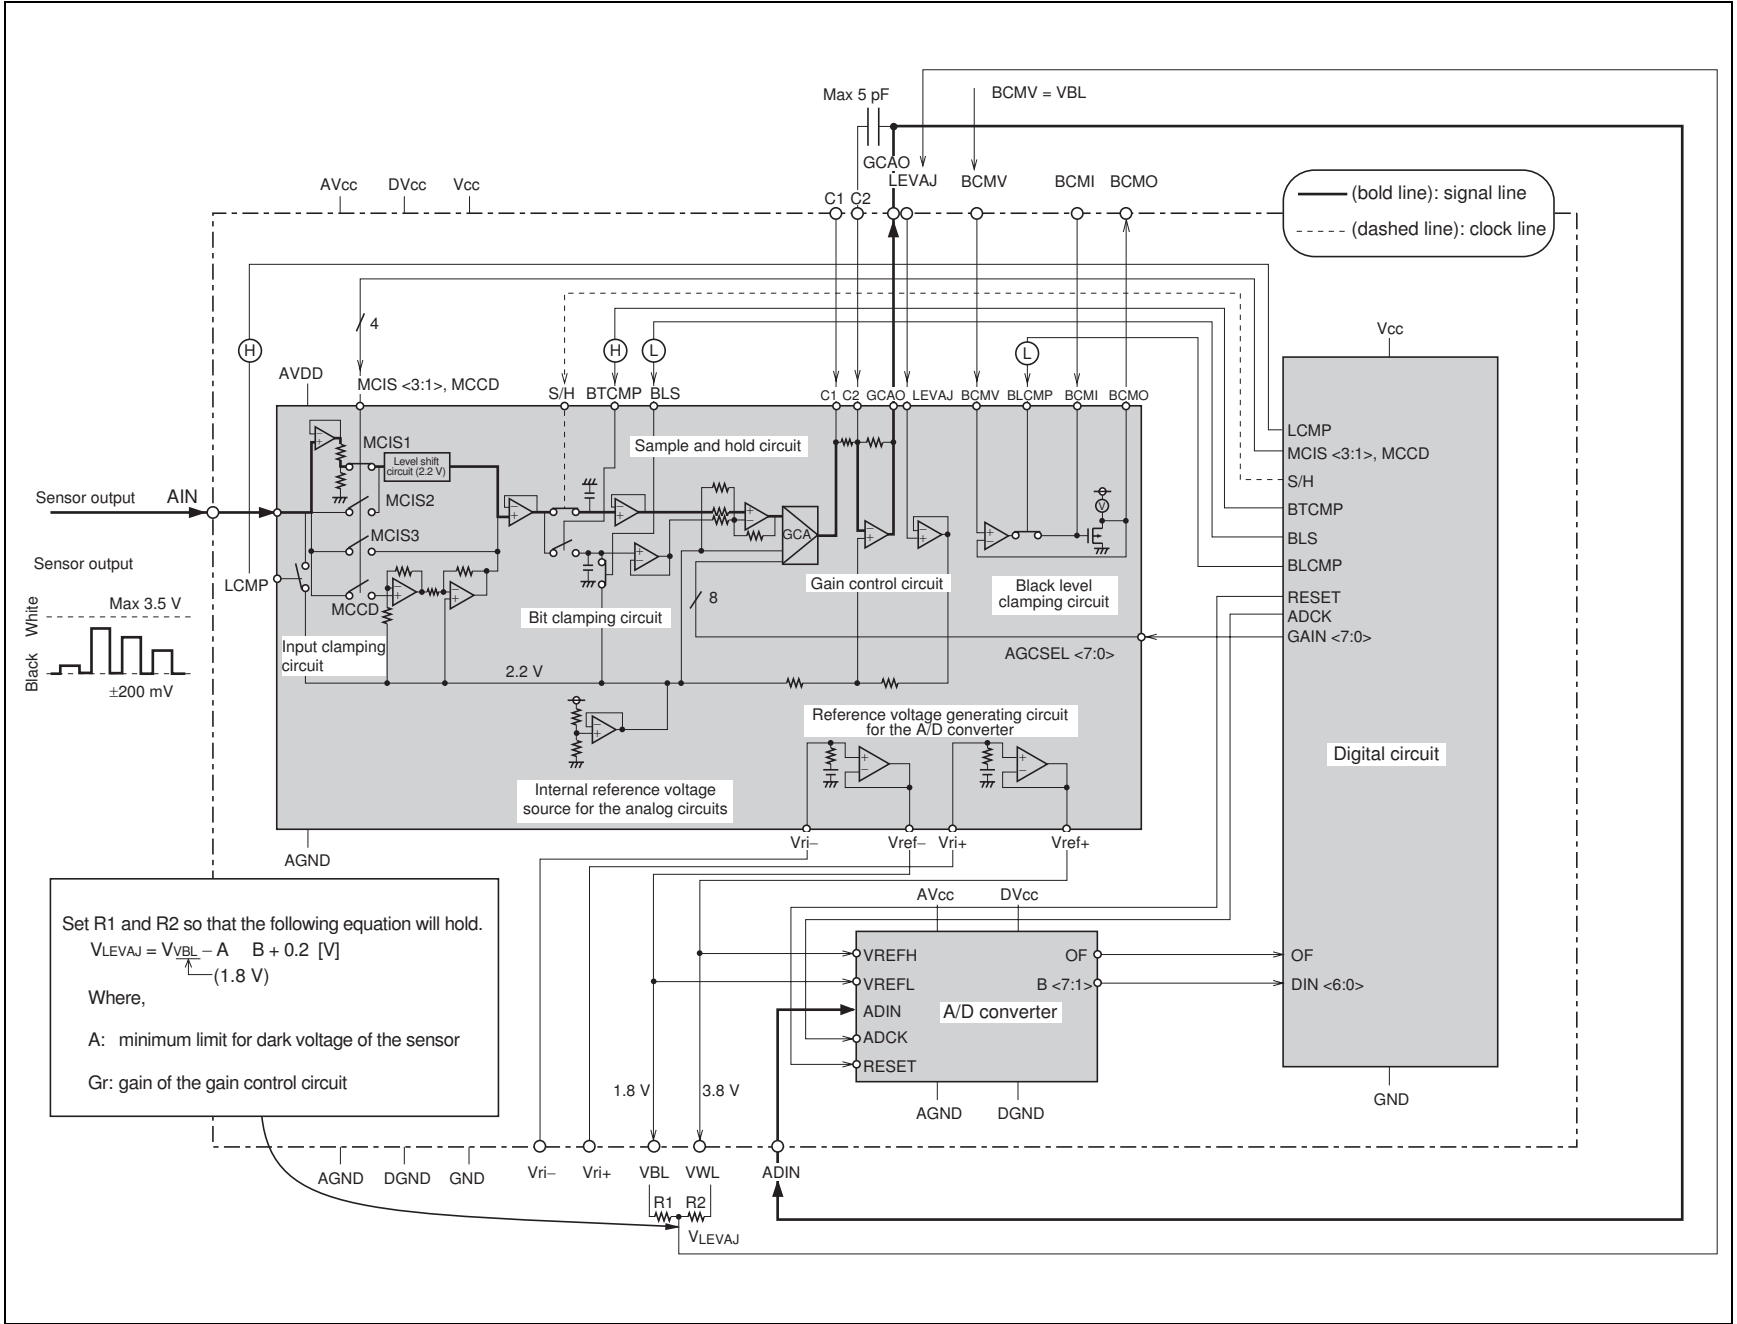 Max 5 pF
BCMV = VBL
GCAO
LEVAJ
BCMV
BCMI
BCMO
C1
C2
AVcc
DVcc
Vcc
(bold line): signal line
(dashed line): clock line
4
H
H
L
L
AVDD
MCIS <3:1>, MCCD
S/H
BTCMP
BLS
C1
C2
GCAO
LEVAJ
BCMV
BLCMP
BCMI
BCMO
Vcc
MCIS1
Level shift
circuit (2.2 V)
Sample and hold circuit
MCIS2
MCIS3
MCCD
Sensor output
AIN
Sensor output
LCMP
White
Black
Max 3.5 V
±200 mV
Input clamping
circuit
Bit clamping circuit
GCA
V
Gain control circuit
Black level
clamping circuit
8
2.2 V
AGCSEL <7:0>
LCMP
MCIS <3:1>, MCCD
S/H
BTCMP
BLS
BLCMP
RESET
ADCK
GAIN <7:0>
Digital circuit
Internal reference voltage
source for the analog circuits
Reference voltage generating circuit
for the A/D converter
AGND
Vri−
Vref−
Vri+
Vref+
Set R1 and R2 so that the following equation will hold.
VLEVAJ = VVBL − A B + 0.2 [V]
(1.8 V)
Where,
A: minimum limit for dark voltage of the sensor
Gr: gain of the gain control circuit
AVcc
DVcc
VREFH
VREFL
ADIN
ADCK
RESET
OF
B <7:1>
A/D converter
OF
DIN <6:0>
AGND
DGND
GND
1.8 V
3.8 V
AGND
DGND
GND
Vri−
Vri+
VBL
VWL
ADIN
R1
R2
VLEVAJ